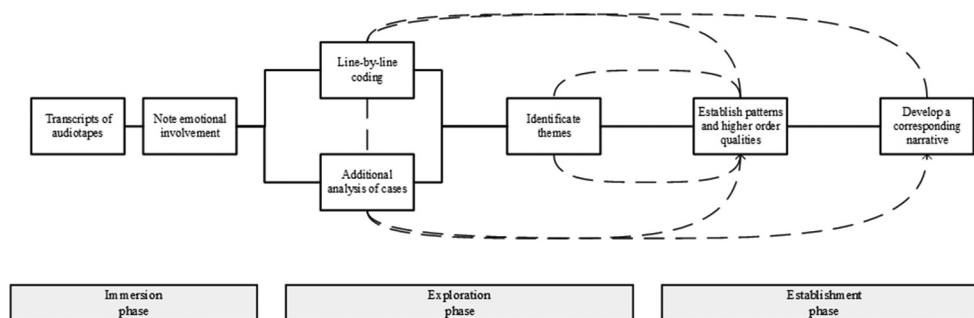 Line-by-line
coding
Transcripts of
audiotapes
Note emotional
involvement
Identificate
themes
Establish patterns
and higher order
qualities
Develop a
corresponding
narrative
Additional
analysis of cases
Immersion
phase
Exploration
phase
Establishment
phase